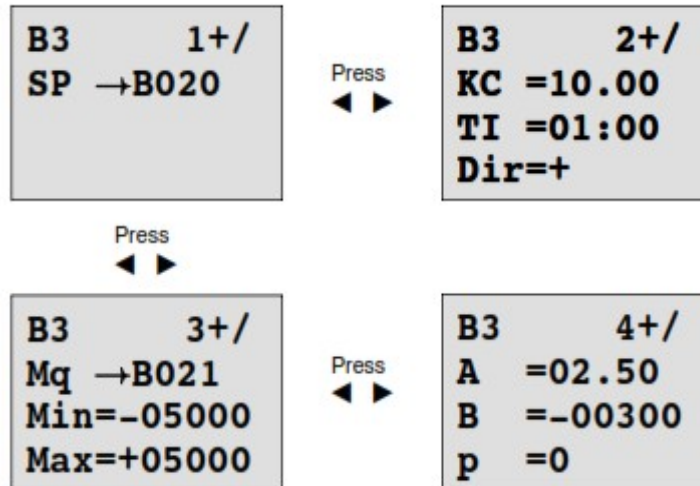 B3 1+/
SP →B020
Press
◄ ►
B3 2+/
KC =10.00
TI =01:00
Dir=+
Press
◄ ►
B3 3+/
Mq →B021
Min=-05000
Max=+05000
Press
◄ ►
B3 4+/
A =02.50
B =-00300
p =0